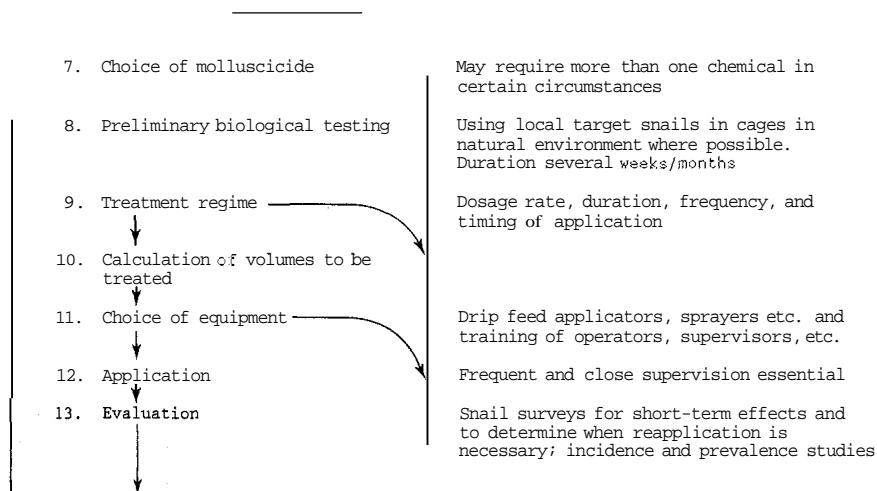 7. Choice of molluscicide
May require more than one chemical in
certain circumstances
8. Preliminary biological testing
Using local target snails in cages in
natural environment where possible.
Duration several weeks/months
9. Treatment regime
Dosage rate, duration, frequency, and
timing of application
10. Calculation of volumes to be
treated
11. Choice of equipment
Drip feed applicators, sprayers etc. and
training of operators, supervisors, etc.
12. Application
Frequent and close supervision essential
13. Evaluation
Snail surveys for short-term effects and
to determine when reapplication is
necessary; incidence and prevalence studies